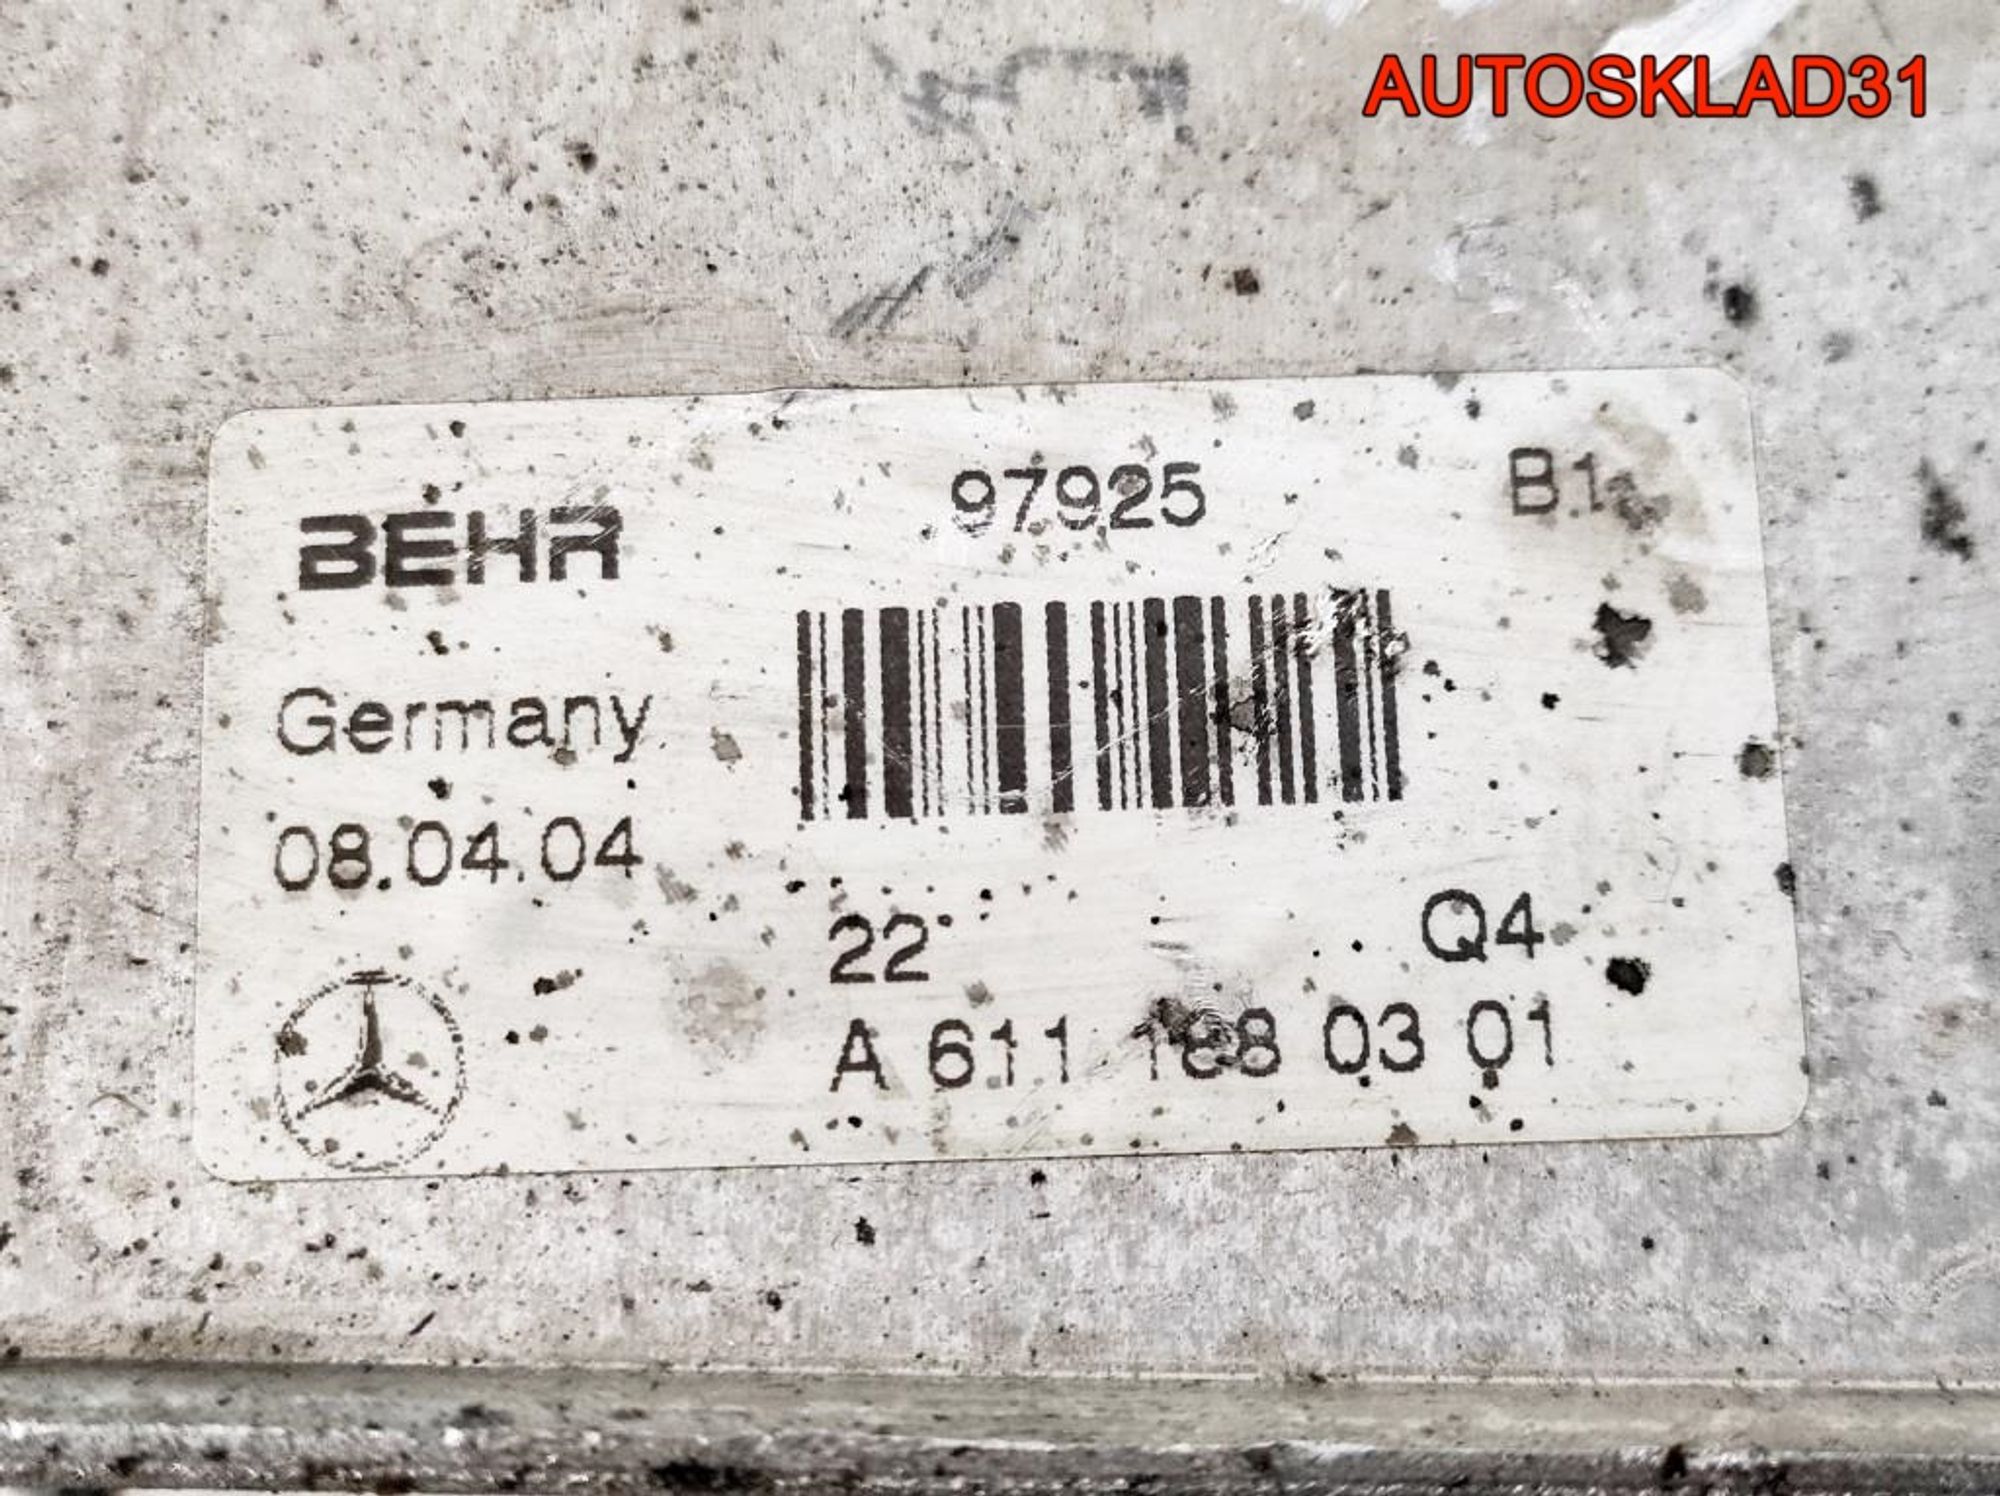 AUTOSKLAD31
97925 B1
BEHR
Germany
08.04.04
22 Q4
A 611 188 03 01